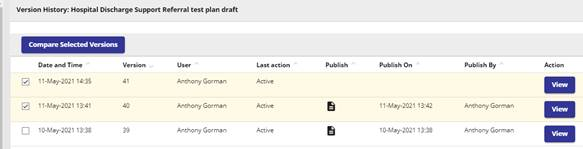 Version History: Hospital Discharge Support Referral test plan draft
Compare Selected Versions
Date and Time Version User Last action Publish Publish On Publish By Action
11-May-2021 14:35 41 Anthony Gorman Active View
11-May-2021 13:41 40 Anthony Gorman Active 11-May-2021 13:42 Anthony Gorman View
10-May-2021 13:38 39 Anthony Gorman Active 10-May-2021 13:38 Anthony Gorman View